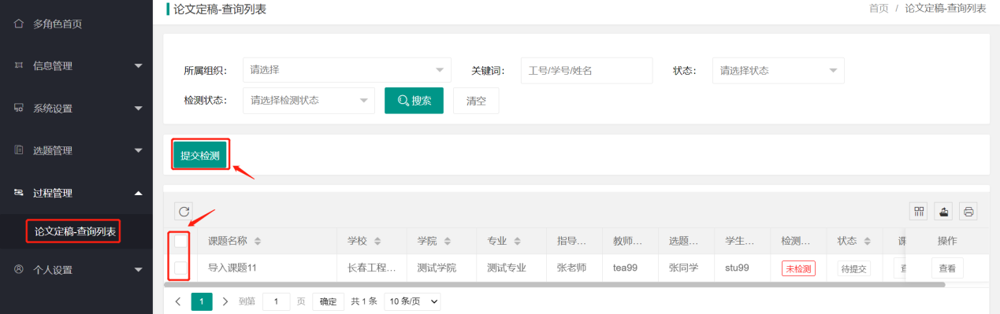 论文定稿-查询列表
首页 / 论文定稿-查询列表
多角色首页
信息管理
系统设置
选题管理
过程管理
论文定稿-查询列表
个人设置
所属组织: 请选择 关键词: 工号/学号/姓名 状态: 请选择状态
检测状态: 请选择检测状态 搜索 清空
提交检测
课题名称 学校 学院 专业 指导... 教师... 选题... 学生... 检测... 状态 操作
导入课题11 长春工程... 测试学院 测试专业 张老师 tea99 张同学 stu99 未检测 待提交 查看
1 到第 1 页 确定 共 1 条 10 条/页